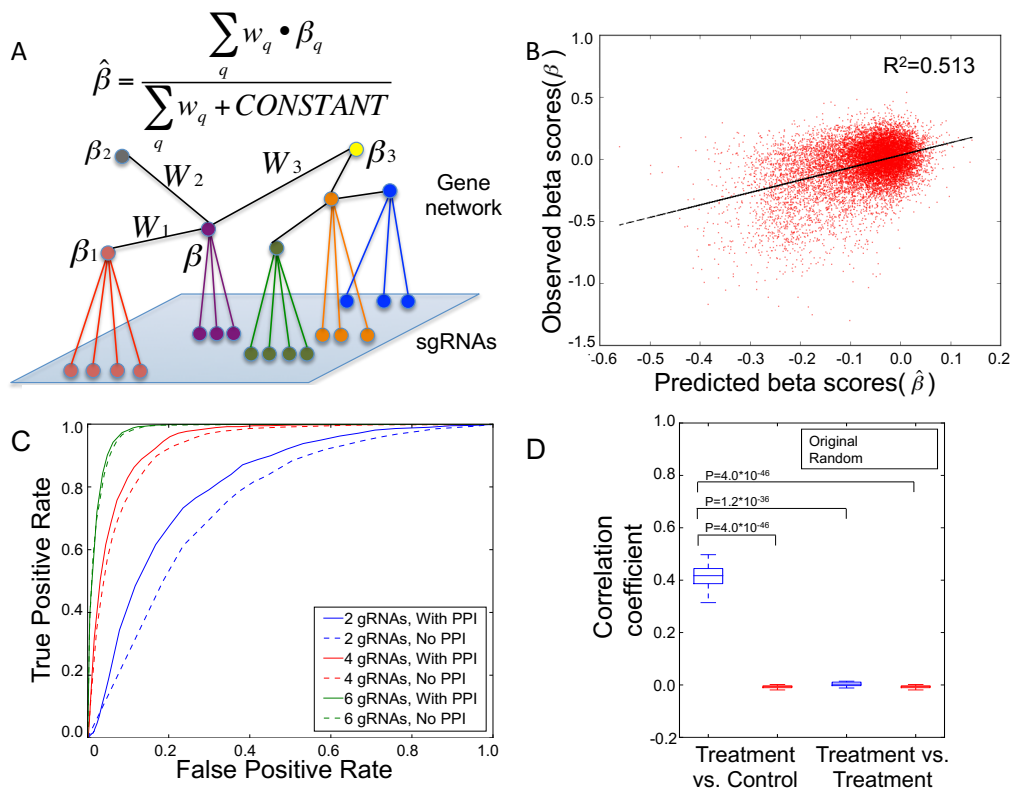 A
β̂ = ∑ w_q • β_q / ∑ w_q + CONSTANT
q
q
β₂
W₂
W₃
β₃
Gene
network
W₁
β₁
β
sgRNAs
B
R²=0.513
Observed beta scores(β)
1.0
0.5
0.0
-0.5
-1.0
-1.5
-0.6 -0.5 -0.4 -0.3 -0.2 -0.1 0.0 0.1 0.2
Predicted beta scores(β̂)
C
True Positive Rate
1.0
0.8
0.6
0.4
0.2
0.0
0 0.2 0.4 0.6 0.8 1.0
False Positive Rate
2 gRNAs, With PPI
2 gRNAs, No PPI
4 gRNAs, With PPI
4 gRNAs, No PPI
6 gRNAs, With PPI
6 gRNAs, No PPI
D
Correlation
coefficient
1.0
0.8
0.6
0.4
0.2
0.0
-0.2
Original
Random
P=4.0*10⁻⁴⁶
P=1.2*10⁻³⁶
P=4.0*10⁻⁴⁶
Treatment
vs. Control
Treatment vs.
Treatment